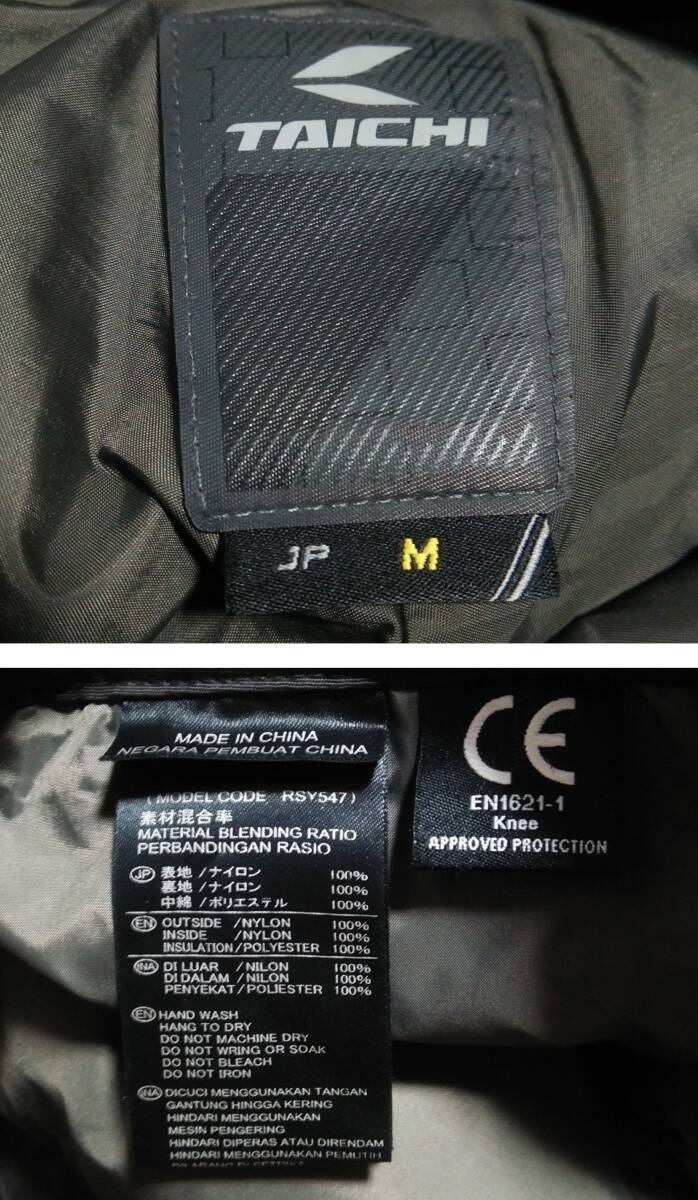 TAICHI
JP M
MADE IN CHINA
NEGARA PEMBUAT CHINA
(MODEL CODE RSY547)
素材混合率
MATERIAL BLENDING RATIO
PERBANDINGAN RASIO
JP 表地/ナイロン 100%
裏地/ナイロン 100%
中綿/ポリエステル 100%
EN OUTSIDE /NYLON 100%
INSIDE /NYLON 100%
INSULATION/POLYESTER 100%
INA DI LUAR /NILON 100%
DI DALAM /NILON 100%
PENYEKAT/POLIESTER 100%
EN HAND WASH
HANG TO DRY
DO NOT MACHINE DRY
DO NOT WRING OR SOAK
DO NOT BLEACH
DO NOT IRON
INA DICUCI MENGGUNAKAN TANGAN
GANTUNG HINGGA KERING
HINDARI MENGGUNAKAN
MESIN PENGERING
HINDARI DIPERAS ATAU DIRENDAM
HINDARI MENGGUNAKAN PEMUTIH
DILARANG DI SETRIKA
CE
EN1621-1
Knee
APPROVED PROTECTION